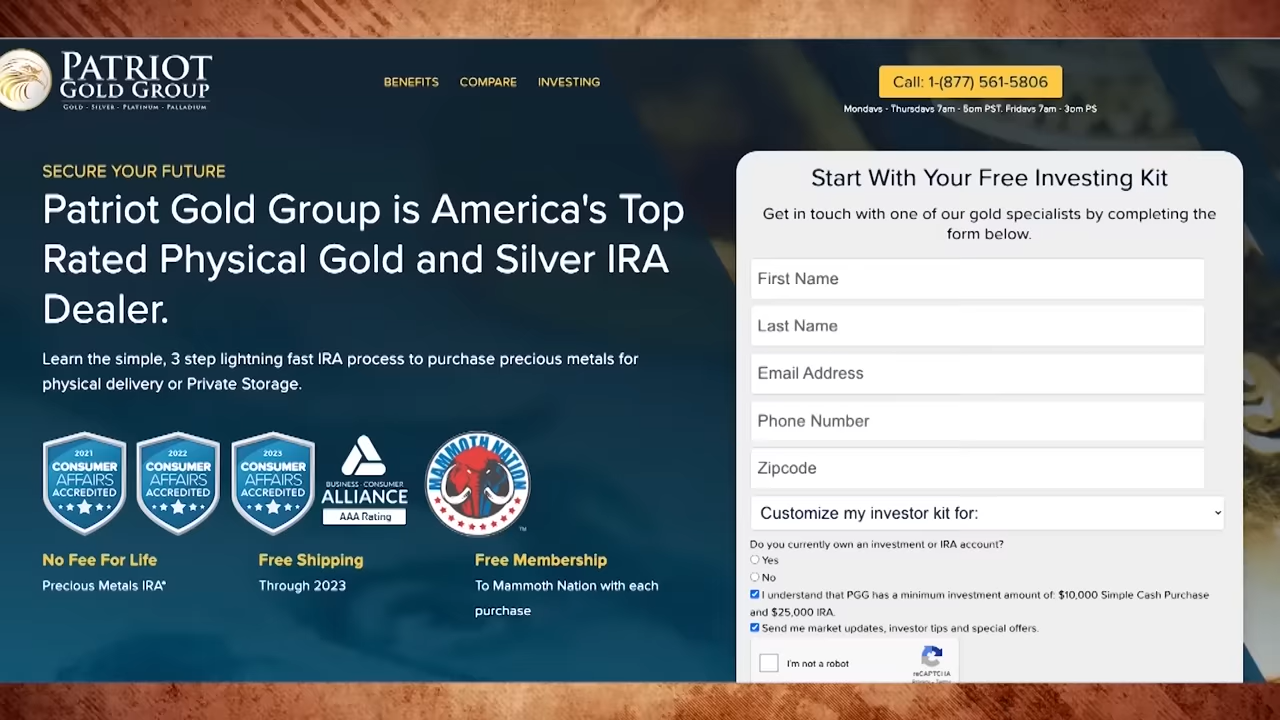 PATRIOT
GOLD GROUP
GOLD - SILVER - PLATINUM - PALLADIUM
BENEFITS
COMPARE
INVESTING
Call: 1-(877) 561-5806
Mondays - Thursdays 7am - 6pm PST. Fridays 7am - 3pm PS
SECURE YOUR FUTURE
Patriot Gold Group is America's Top
Rated Physical Gold and Silver IRA
Dealer.
Learn the simple, 3 step lightning fast IRA process to purchase precious metals for
physical delivery or Private Storage.
2021
CONSUMER
AFFAIRS
ACCREDITED
2022
CONSUMER
AFFAIRS
ACCREDITED
2023
CONSUMER
AFFAIRS
ACCREDITED
BUSINESS · CONSUMER
ALLIANCE
AAA Rating
MAMMOTH NATION
TM
No Fee For Life
Precious Metals IRA*
Free Shipping
Through 2023
Free Membership
To Mammoth Nation with each
purchase
Start With Your Free Investing Kit
Get in touch with one of our gold specialists by completing the
form below.
First Name
Last Name
Email Address
Phone Number
Zipcode
Customize my investor kit for:
Do you currently own an investment or IRA account?
Yes
No
I understand that PGG has a minimum investment amount of: $10,000 Simple Cash Purchase
and $25,000 IRA.
Send me market updates, investor tips and special offers.
I'm not a robot
reCAPTCHA